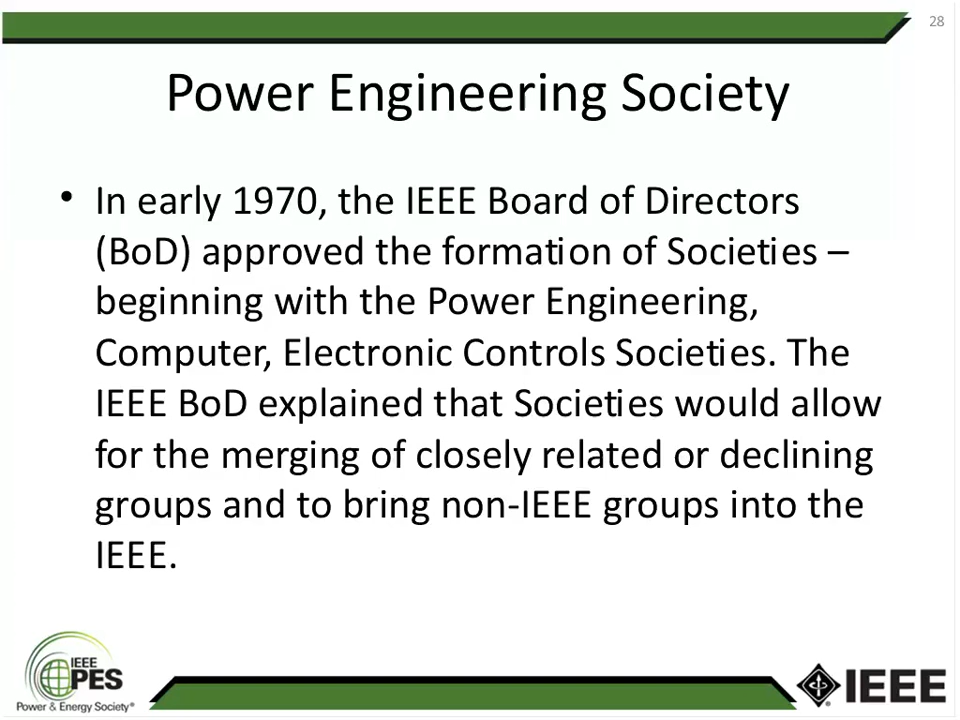 28
Power Engineering Society
• In early 1970, the IEEE Board of Directors
(BoD) approved the formation of Societies –
beginning with the Power Engineering,
Computer, Electronic Controls Societies. The
IEEE BoD explained that Societies would allow
for the merging of closely related or declining
groups and to bring non-IEEE groups into the
IEEE.
IEEE
PES
Power & Energy Society®
IEEE